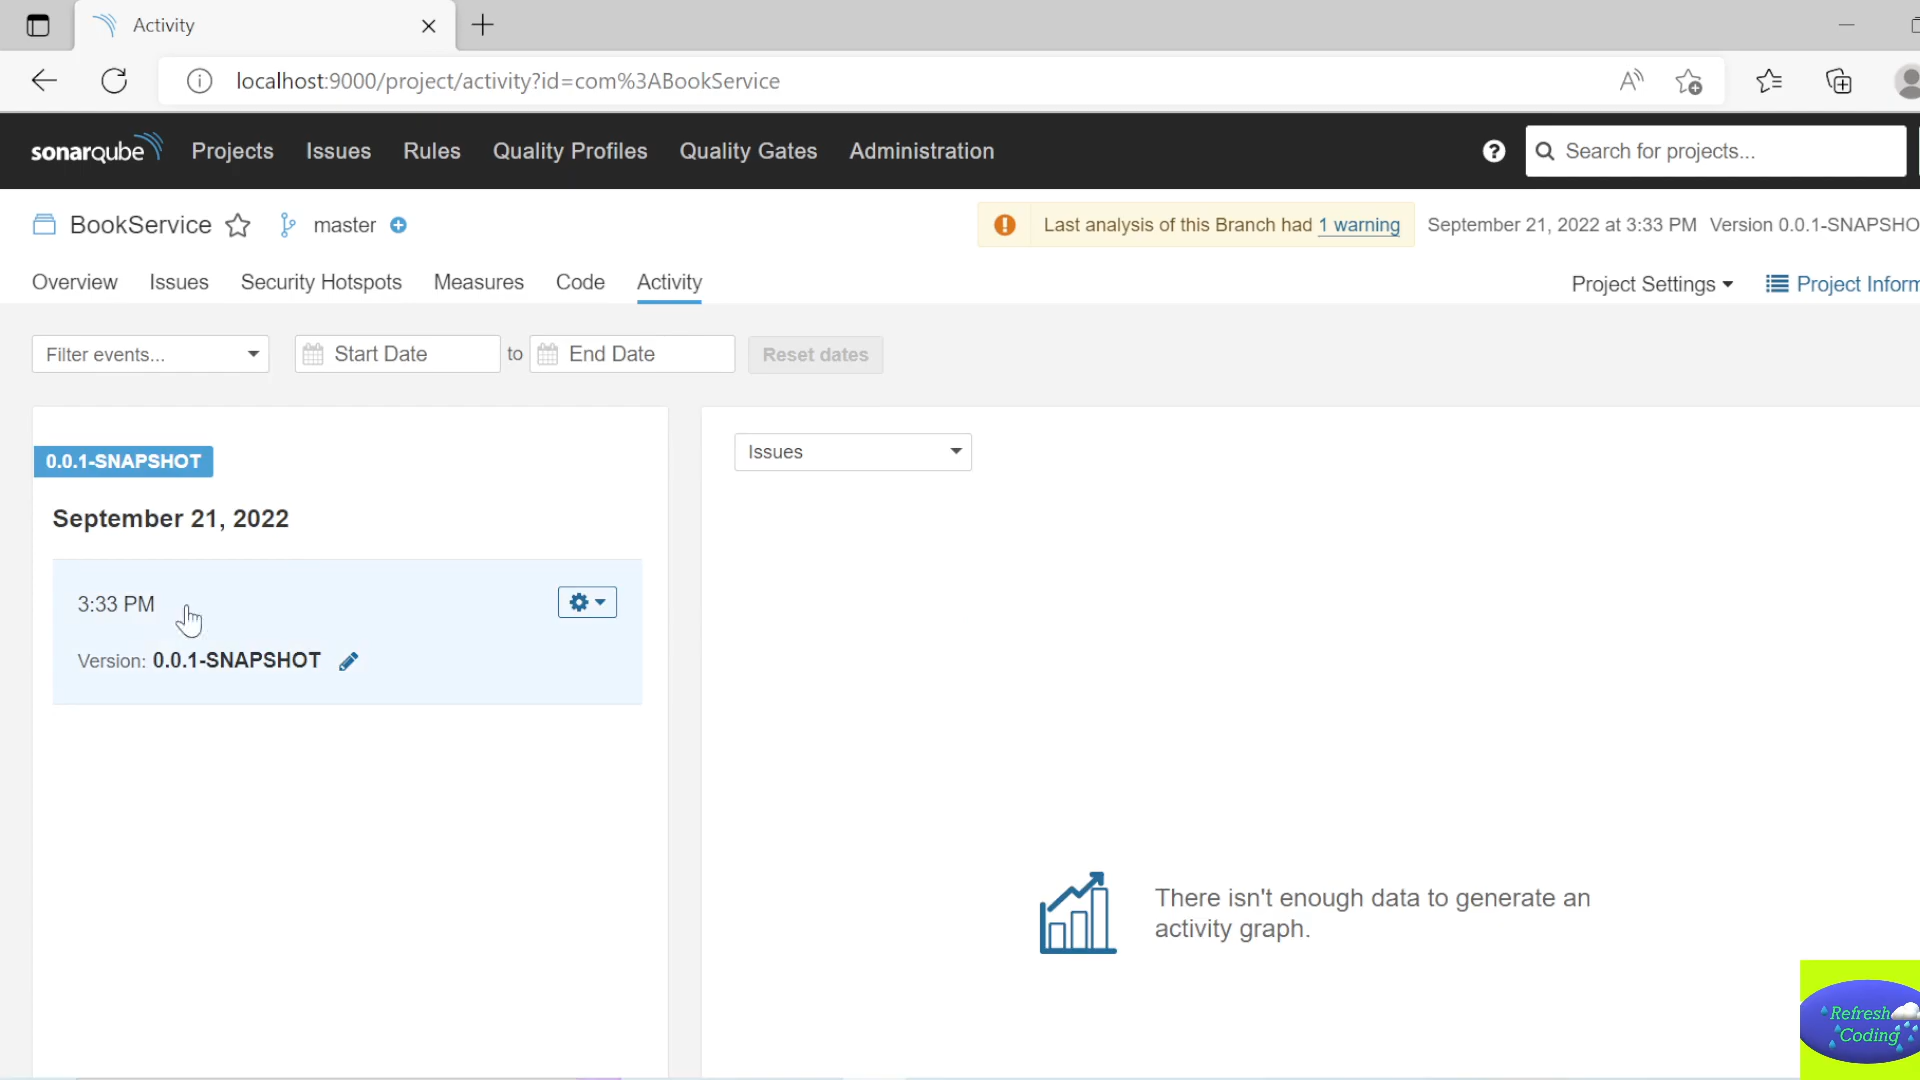 Activity
localhost:9000/project/activity?id=com%3ABookService
sonarqube Projects Issues Rules Quality Profiles Quality Gates Administration Search for projects...
BookService master Last analysis of this Branch had 1 warning September 21, 2022 at 3:33 PM Version 0.0.1-SNAPSHO
Overview Issues Security Hotspots Measures Code Activity Project Settings Project Inform
Filter events... Start Date to End Date Reset dates
0.0.1-SNAPSHOT
Issues
September 21, 2022
3:33 PM
Version: 0.0.1-SNAPSHOT
There isn't enough data to generate an
activity graph.
Refresh
Coding